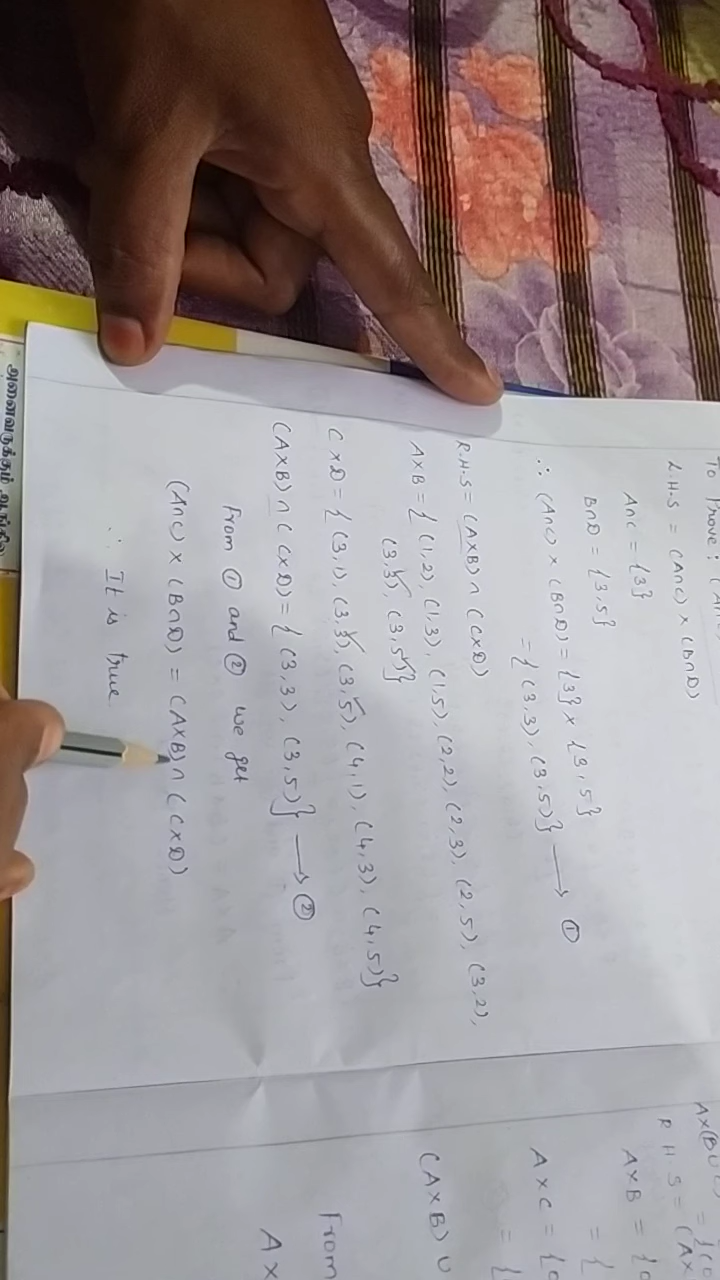 To Prove :
L.H.S = (A∩C) × (B∩D)
A∩C = {3}
B∩D = {3,5}
∴ (A∩C) × (B∩D) = {3} × {3,5}
= {(3,3), (3,5)} → ①
R.H.S = (A×B) ∩ (C×D)
A×B = {(1,2), (1,3), (1,5), (2,2), (2,3), (2,5), (3,2),
(3,3), (3,5)}
C×D = {(3,1), (3,3), (3,5), (4,1), (4,3), (4,5)}
(A×B) ∩ (C×D) = {(3,3), (3,5)} → ②
From ① and ② we get
(A∩C) × (B∩D) = (A×B) ∩ (C×D)
∴ It is true
R.H.S = (A×
A×B = {
= {
A×C = {
= {
(A×B) ∪
From
A×
அனைவருக்கும்